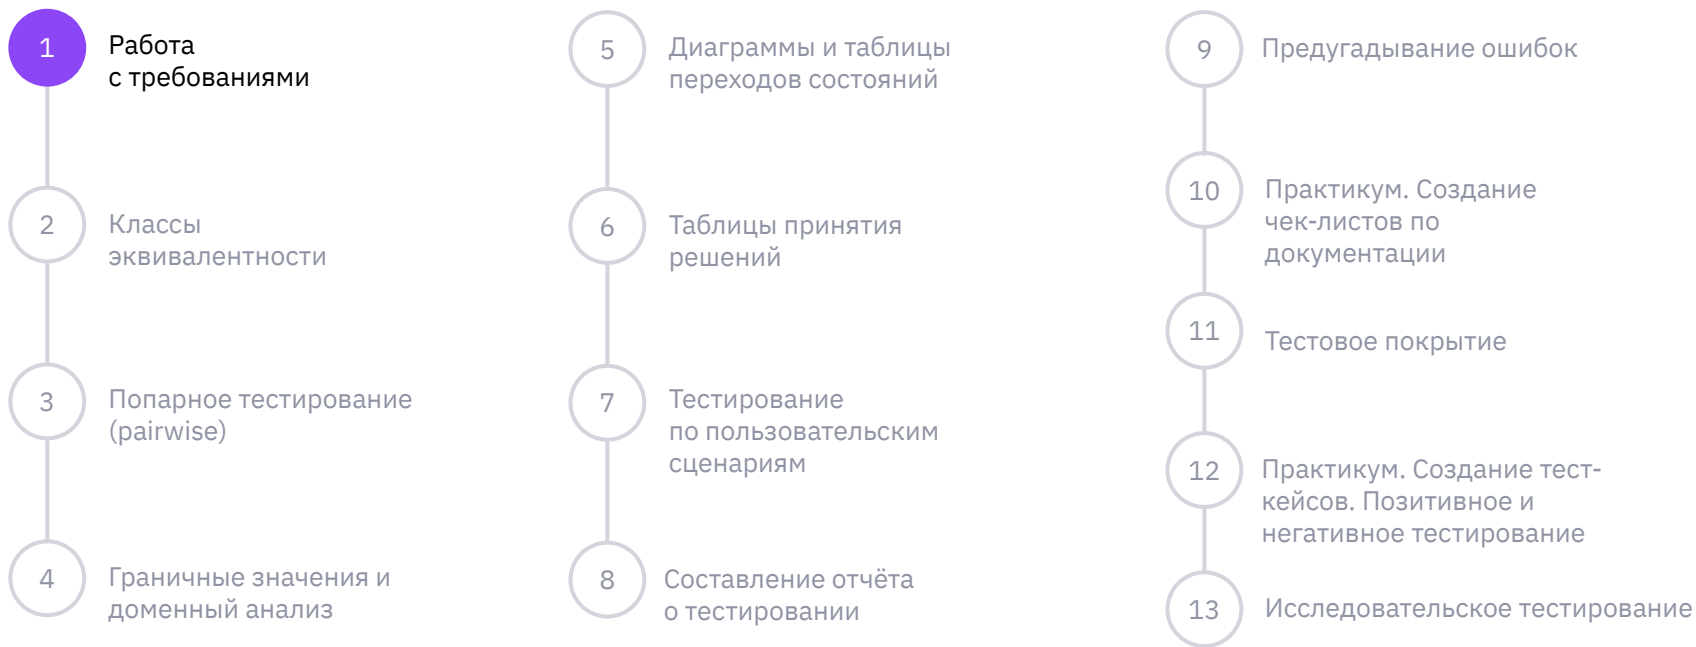 1
Работа
с требованиями
2
Классы
эквивалентности
3
Попарное тестирование
(pairwise)
4
Граничные значения и
доменный анализ
5
Диаграммы и таблицы
переходов состояний
6
Таблицы принятия
решений
7
Тестирование
по пользовательским
сценариям
8
Составление отчёта
о тестировании
9
Предугадывание ошибок
10
Практикум. Создание
чек-листов по
документации
11
Тестовое покрытие
12
Практикум. Создание тест-
кейсов. Позитивное и
негативное тестирование
13
Исследовательское тестирование